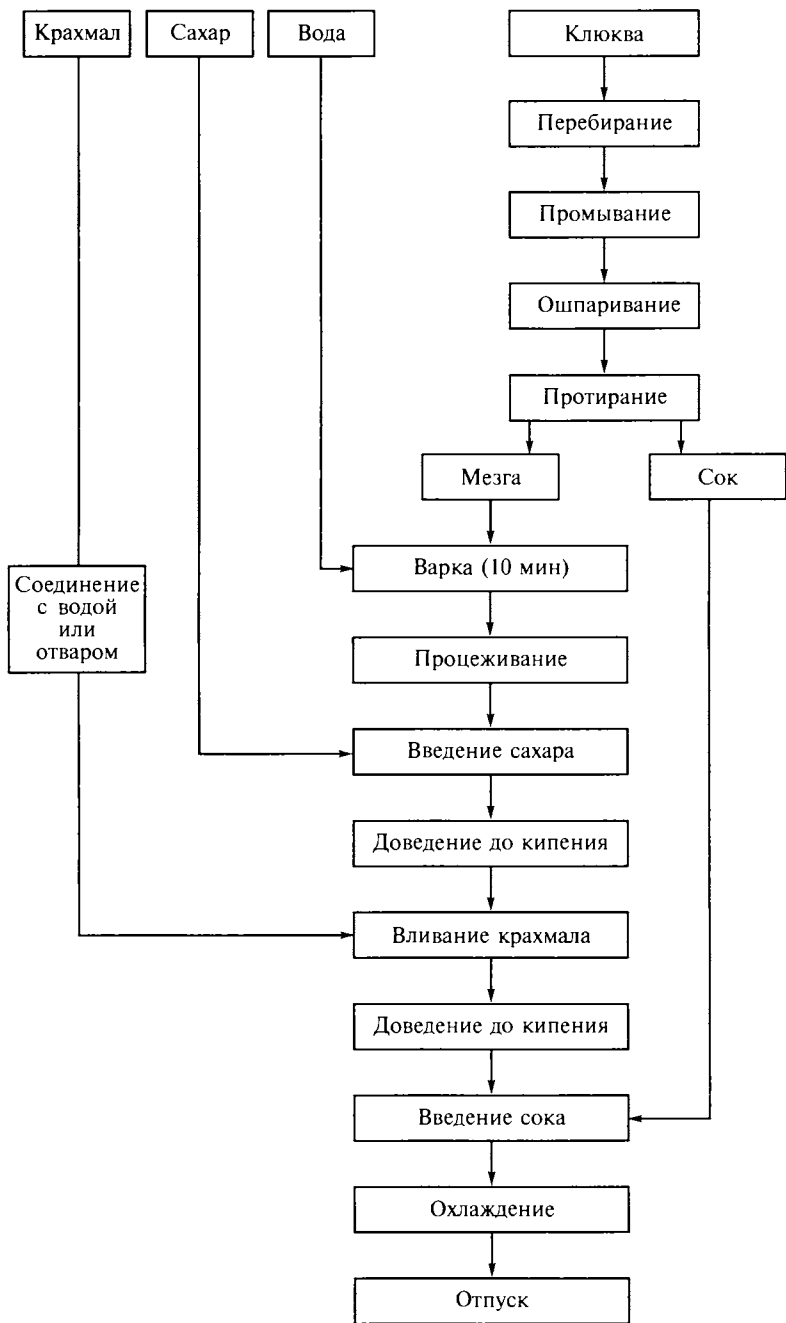 Крахмал
Сахар
Вода
Клюква
Перебирание
Промывание
Ошпаривание
Протирание
Мезга
Сок
Варка (10 мин)
Соединение
с водой
или
отваром
Процеживание
Введение сахара
Доведение до кипения
Вливание крахмала
Доведение до кипения
Введение сока
Охлаждение
Отпуск